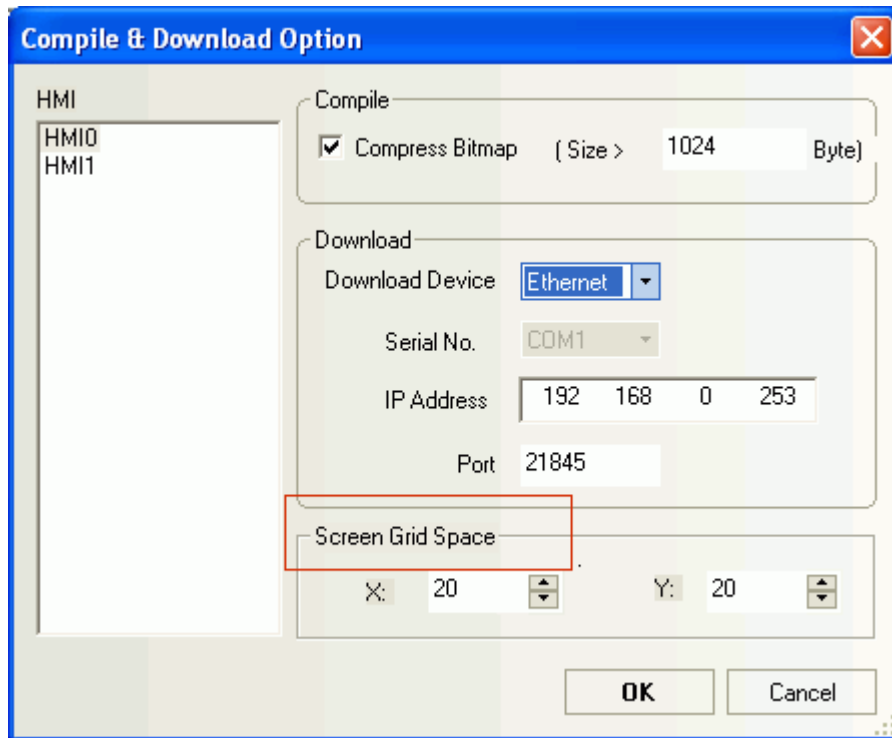 Compile & Download Option
HMI
HMI0
HMI1
Compile
Compress Bitmap ( Size > 1024 Byte)
Download
Download Device Ethernet
Serial No. COM1
IP Address 192 168 0 253
Port 21845
Screen Grid Space
X: 20 Y: 20
OK Cancel